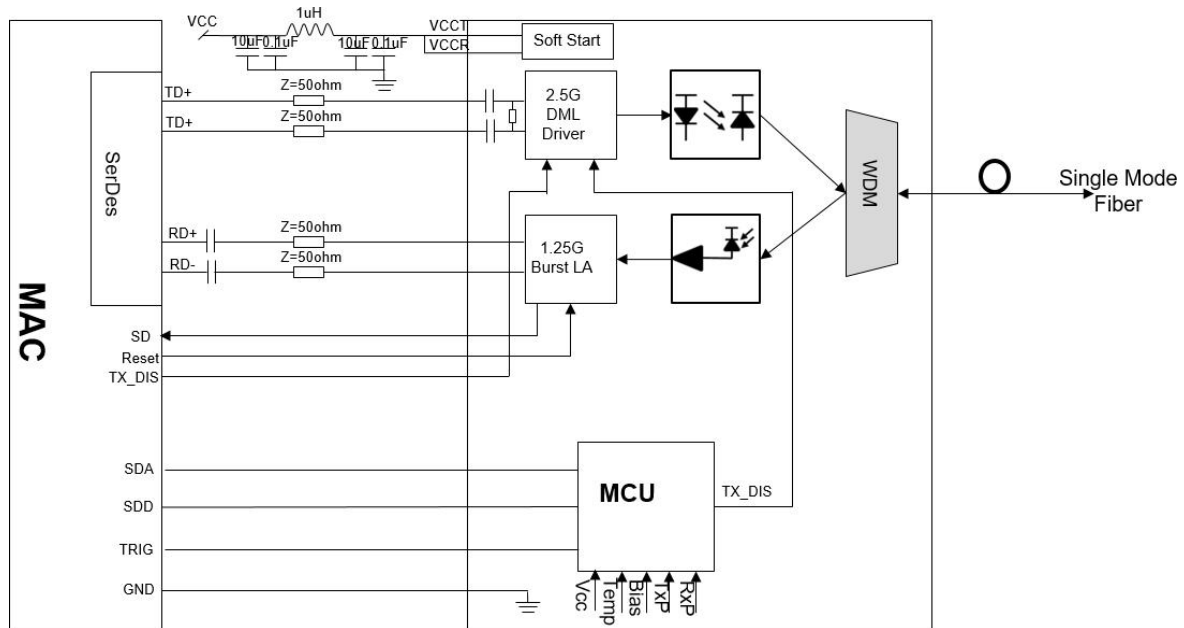 VCC
1uH
VCCT
VCCR
10uF
0.1uF
10uF
0.1uF
Soft Start
TD+
Z=50ohm
TD+
Z=50ohm
2.5G
DML
Driver
SerDes
WDM
Single Mode
Fiber
RD+
Z=50ohm
RD-
Z=50ohm
1.25G
Burst LA
MAC
SD
Reset
TX_DIS
SDA
SDD
TRIG
GND
MCU
TX_DIS
Vcc
Temp
Bias
TxP
RxP